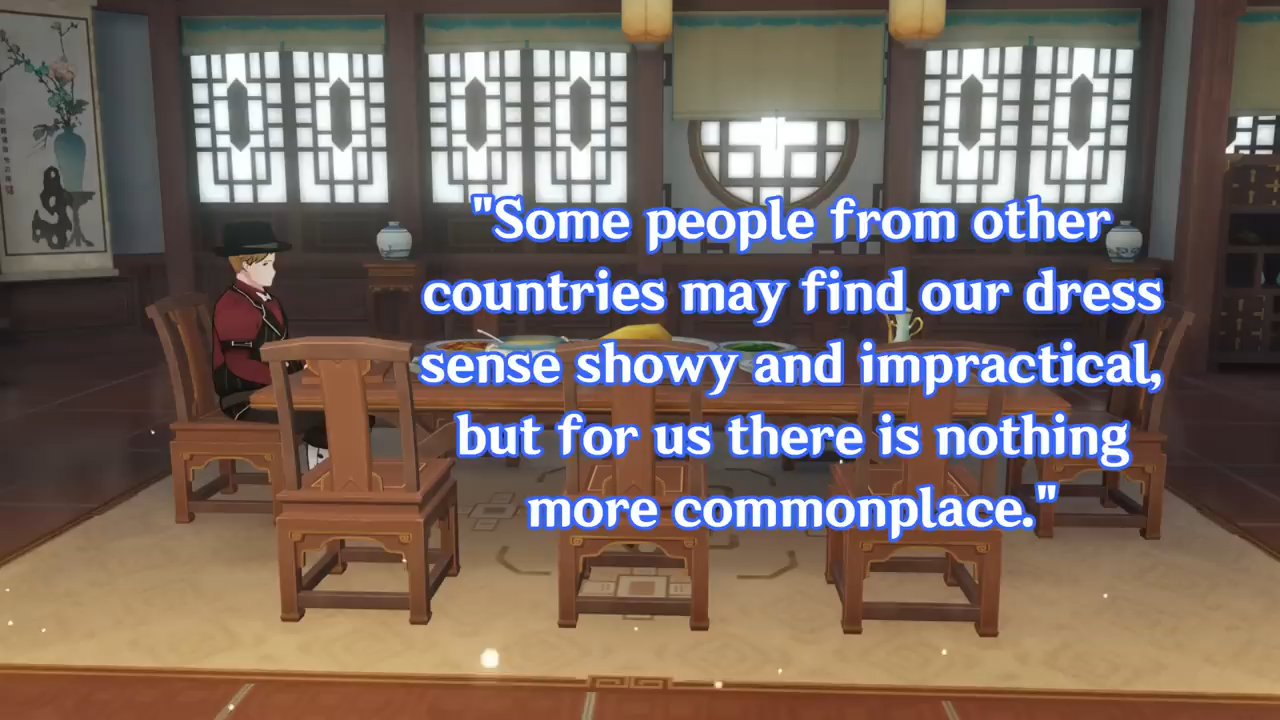 "Some people from other
countries may find our dress
sense showy and impractical,
but for us there is nothing
more commonplace."